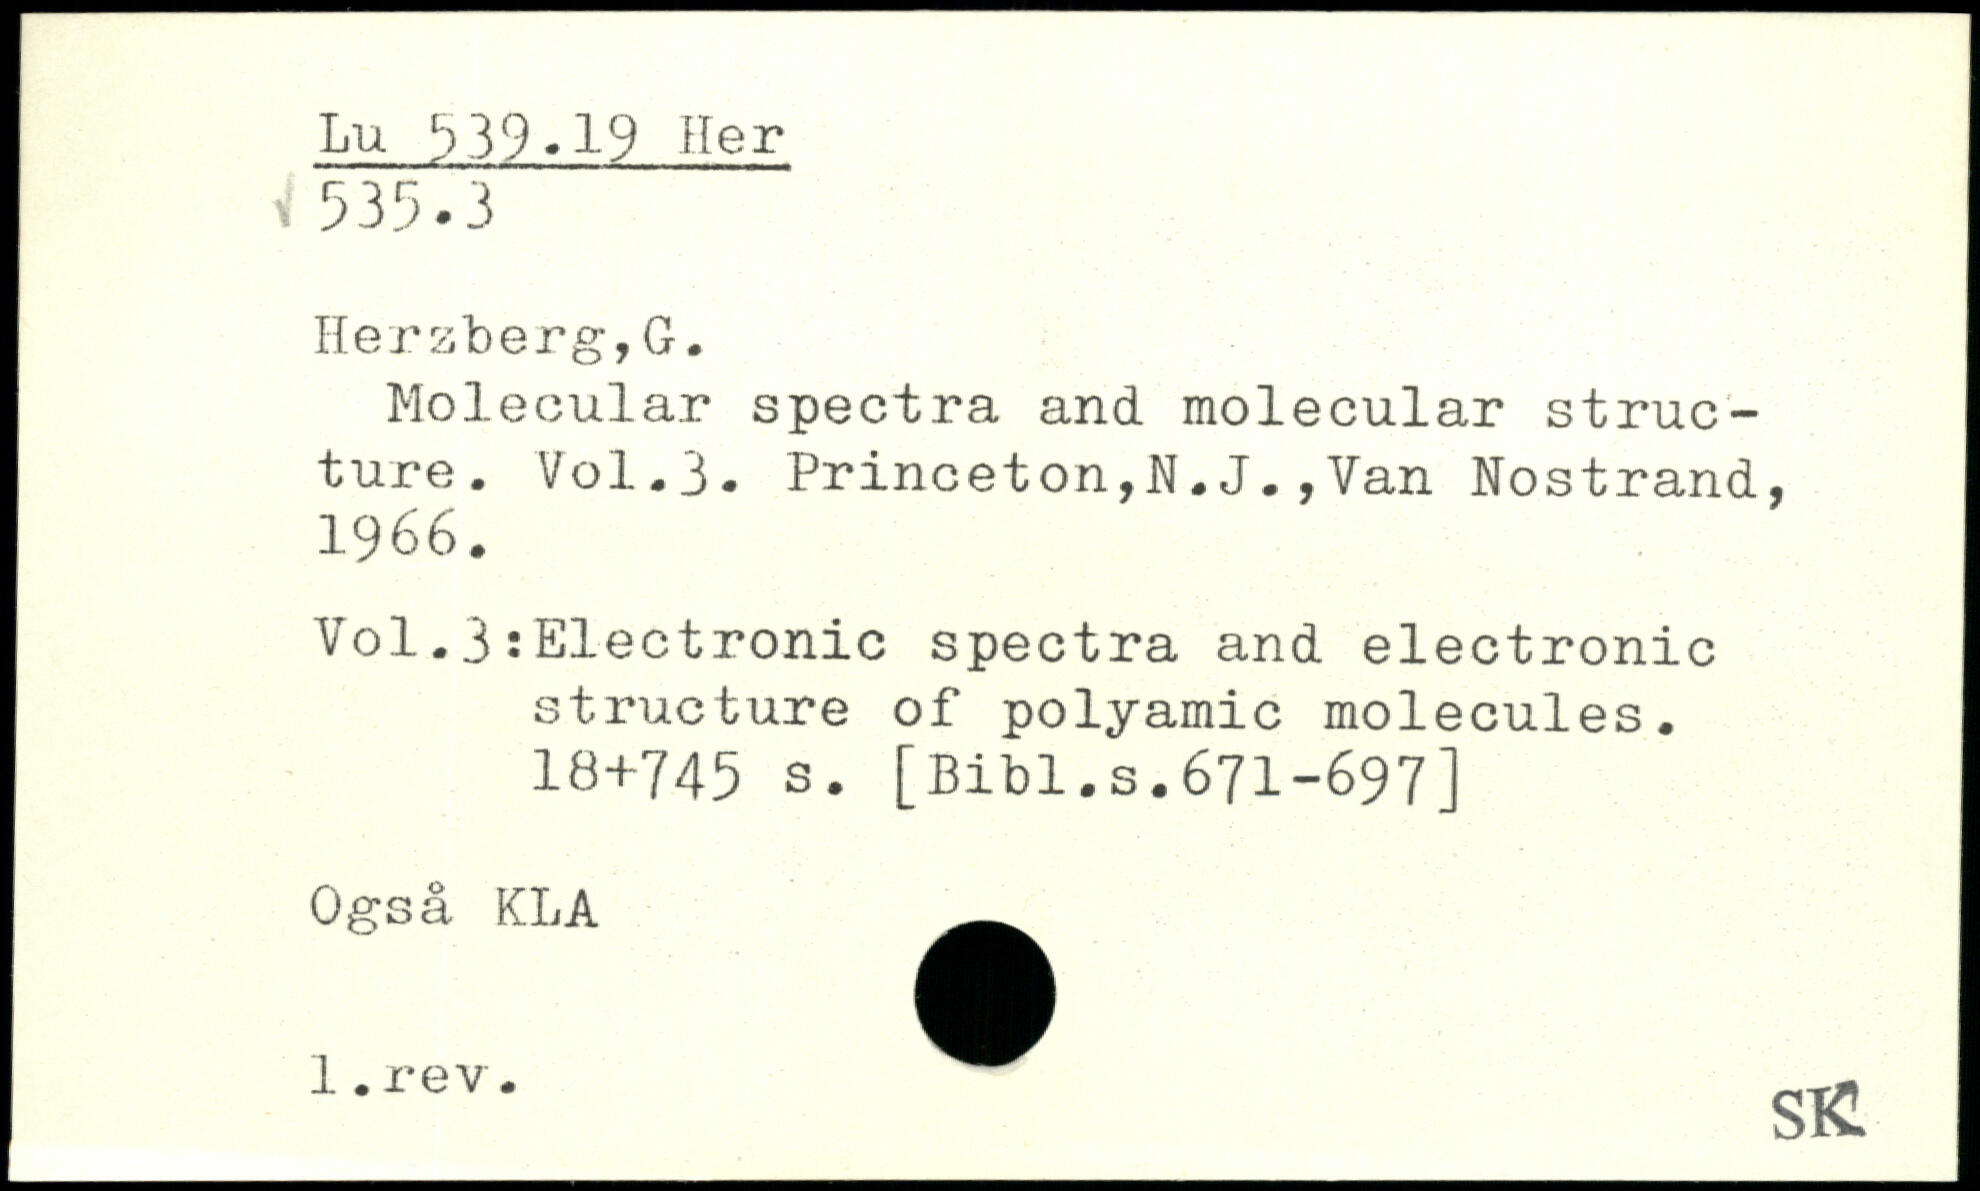 Lu 539.19 Her
√ 535.3
Herzberg,G.
Molecular spectra and molecular struc-
ture. Vol.3. Princeton,N.J.,Van Nostrand,
1966.
Vol.3:Electronic spectra and electronic
structure of polyamic molecules.
18+745 s. [Bibl.s.671-697]
Også KLA
1.rev.
SK